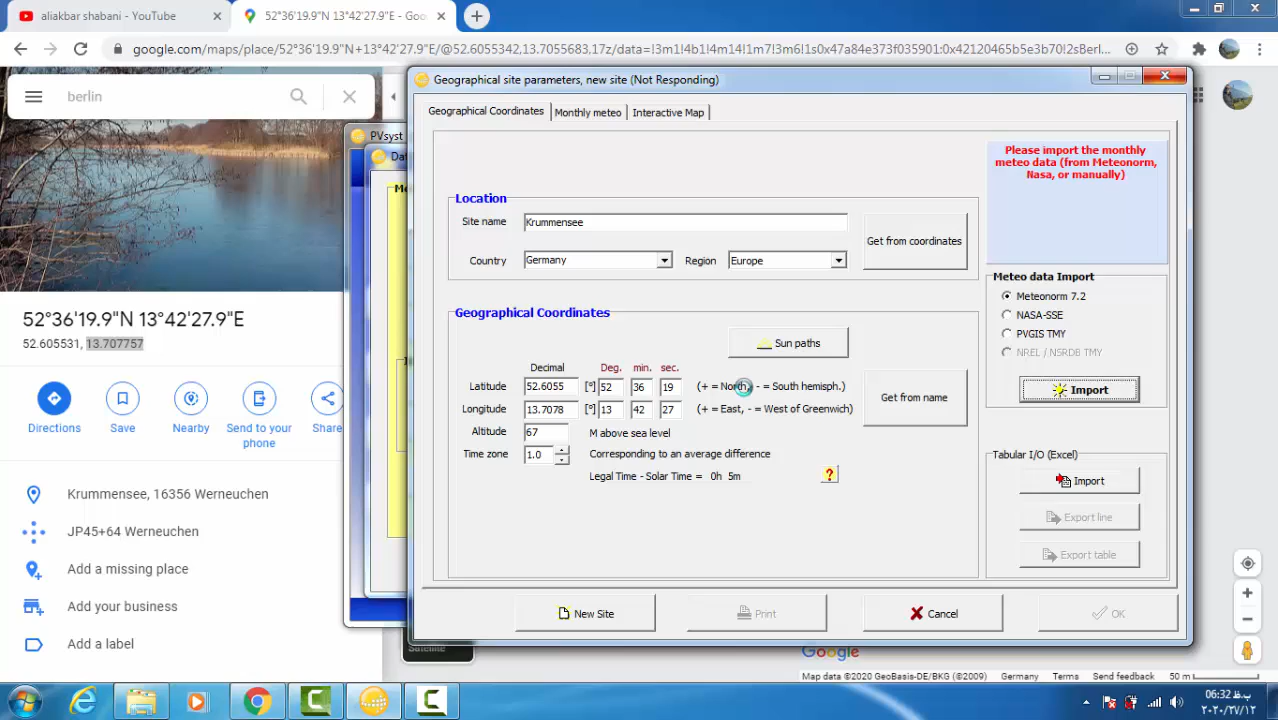 aliakbar shabani - YouTube
52°36'19.9"N 13°42'27.9"E - Goo
google.com/maps/place/52°36'19.9"N+13°42'27.9"E/@52.6055342,13.7055683,17z/data=!3m1!4b1!4m14!1m7!3m6!1s0x47a84e373f035901:0x42120465b5e3b70!2sBerl...
berlin
52°36'19.9"N 13°42'27.9"E
52.605531, 13.707757
Directions
Save
Nearby
Send to your phone
Share
Krummensee, 16356 Werneuchen
JP45+64 Werneuchen
Add a missing place
Add your business
Add a label
PVsyst
Dat
Me
Geographical site parameters, new site (Not Responding)
Geographical Coordinates
Monthly meteo
Interactive Map
Location
Site name
Krummensee
Country
Germany
Region
Europe
Get from coordinates
Geographical Coordinates
Sun paths
Decimal Deg. min. sec.
Latitude 52.6055 [°] 52 36 19 (+ = North, - = South hemisph.)
Longitude 13.7078 [°] 13 42 27 (+ = East, - = West of Greenwich)
Altitude 67 M above sea level
Time zone 1.0 Corresponding to an average difference
Legal Time - Solar Time = 0h 5m
?
Get from name
Please import the monthly
meteo data (from Meteonorm,
Nasa, or manually)
Meteo data Import
Meteonorm 7.2
NASA-SSE
PVGIS TMY
NREL / NSRDB TMY
Import
Tabular I/O (Excel)
Import
Export line
Export table
New Site
Print
Cancel
OK
Satellite
Google
Map data ©2020 GeoBasis-DE/BKG (©2009)
Germany
Terms
Send feedback
50 m
06:32 ب.ظ